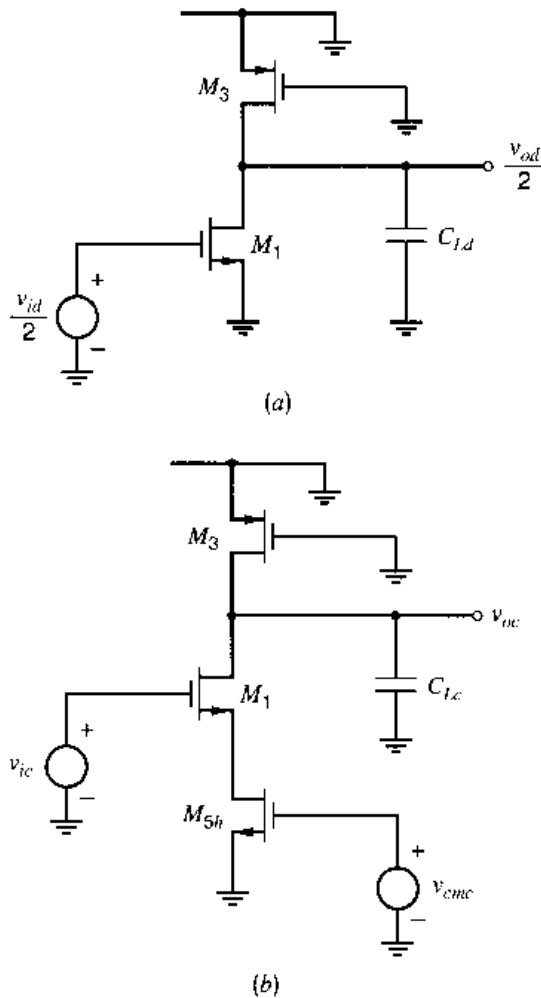 M3
vod
2
M1
CLd
+
vid
2
−
(a)
M3
voc
M1
CLc
+
vic
−
M5h
+
vcmc
−
(b)